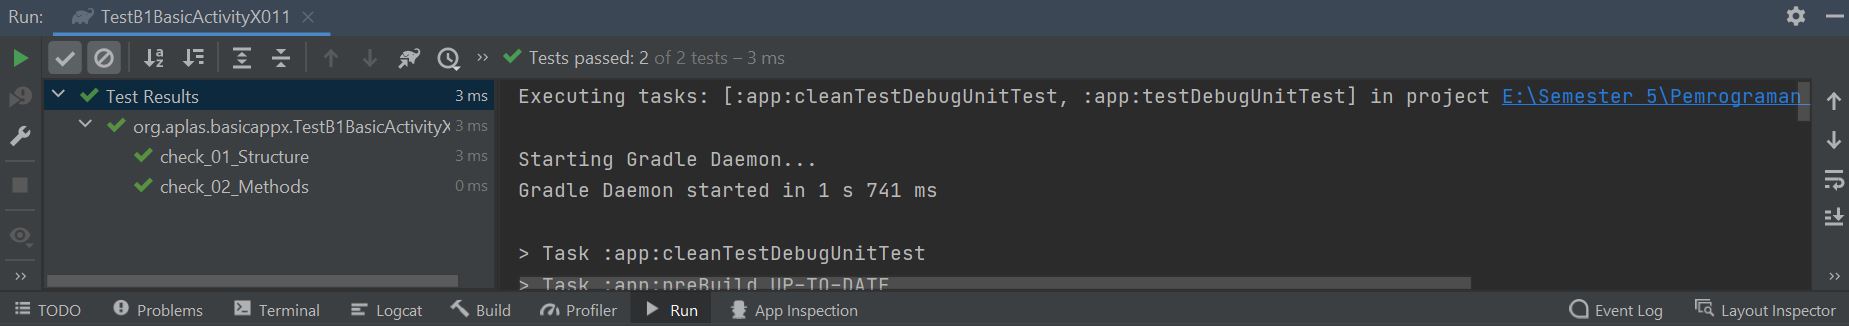 Run: TestB1BasicActivityX011
Tests passed: 2 of 2 tests – 3 ms
Test Results 3 ms
org.aplas.basicappx.TestB1BasicActivityX 3 ms
check_01_Structure 3 ms
check_02_Methods 0 ms
Executing tasks: [:app:cleanTestDebugUnitTest, :app:testDebugUnitTest] in project E:\Semester 5\Pemrograman
Starting Gradle Daemon...
Gradle Daemon started in 1 s 741 ms
> Task :app:cleanTestDebugUnitTest
> Task :app:preBuild UP-TO-DATE
TODO Problems Terminal Logcat Build Profiler Run App Inspection Event Log Layout Inspector